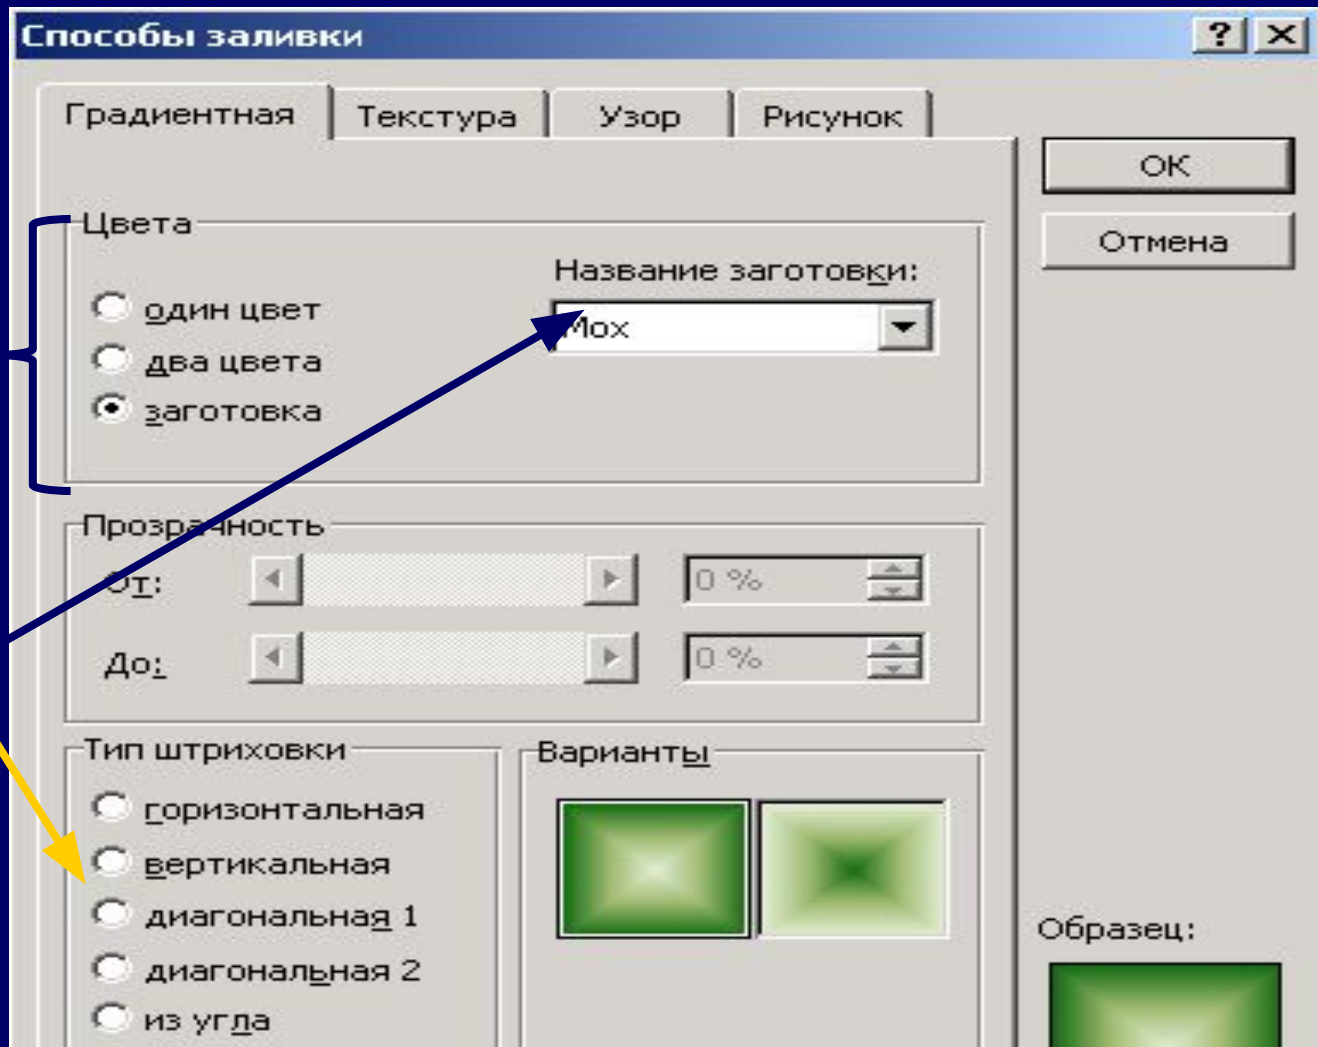 Способы заливки
Градиентная Текстура Узор Рисунок
ОК
Отмена
Цвета
Название заготовки:
один цвет
Мох
два цвета
заготовка
Прозрачность
От: 0 %
До: 0 %
Тип штриховки
Варианты
горизонтальная
вертикальная
диагональная 1
диагональная 2
из угла
Образец: